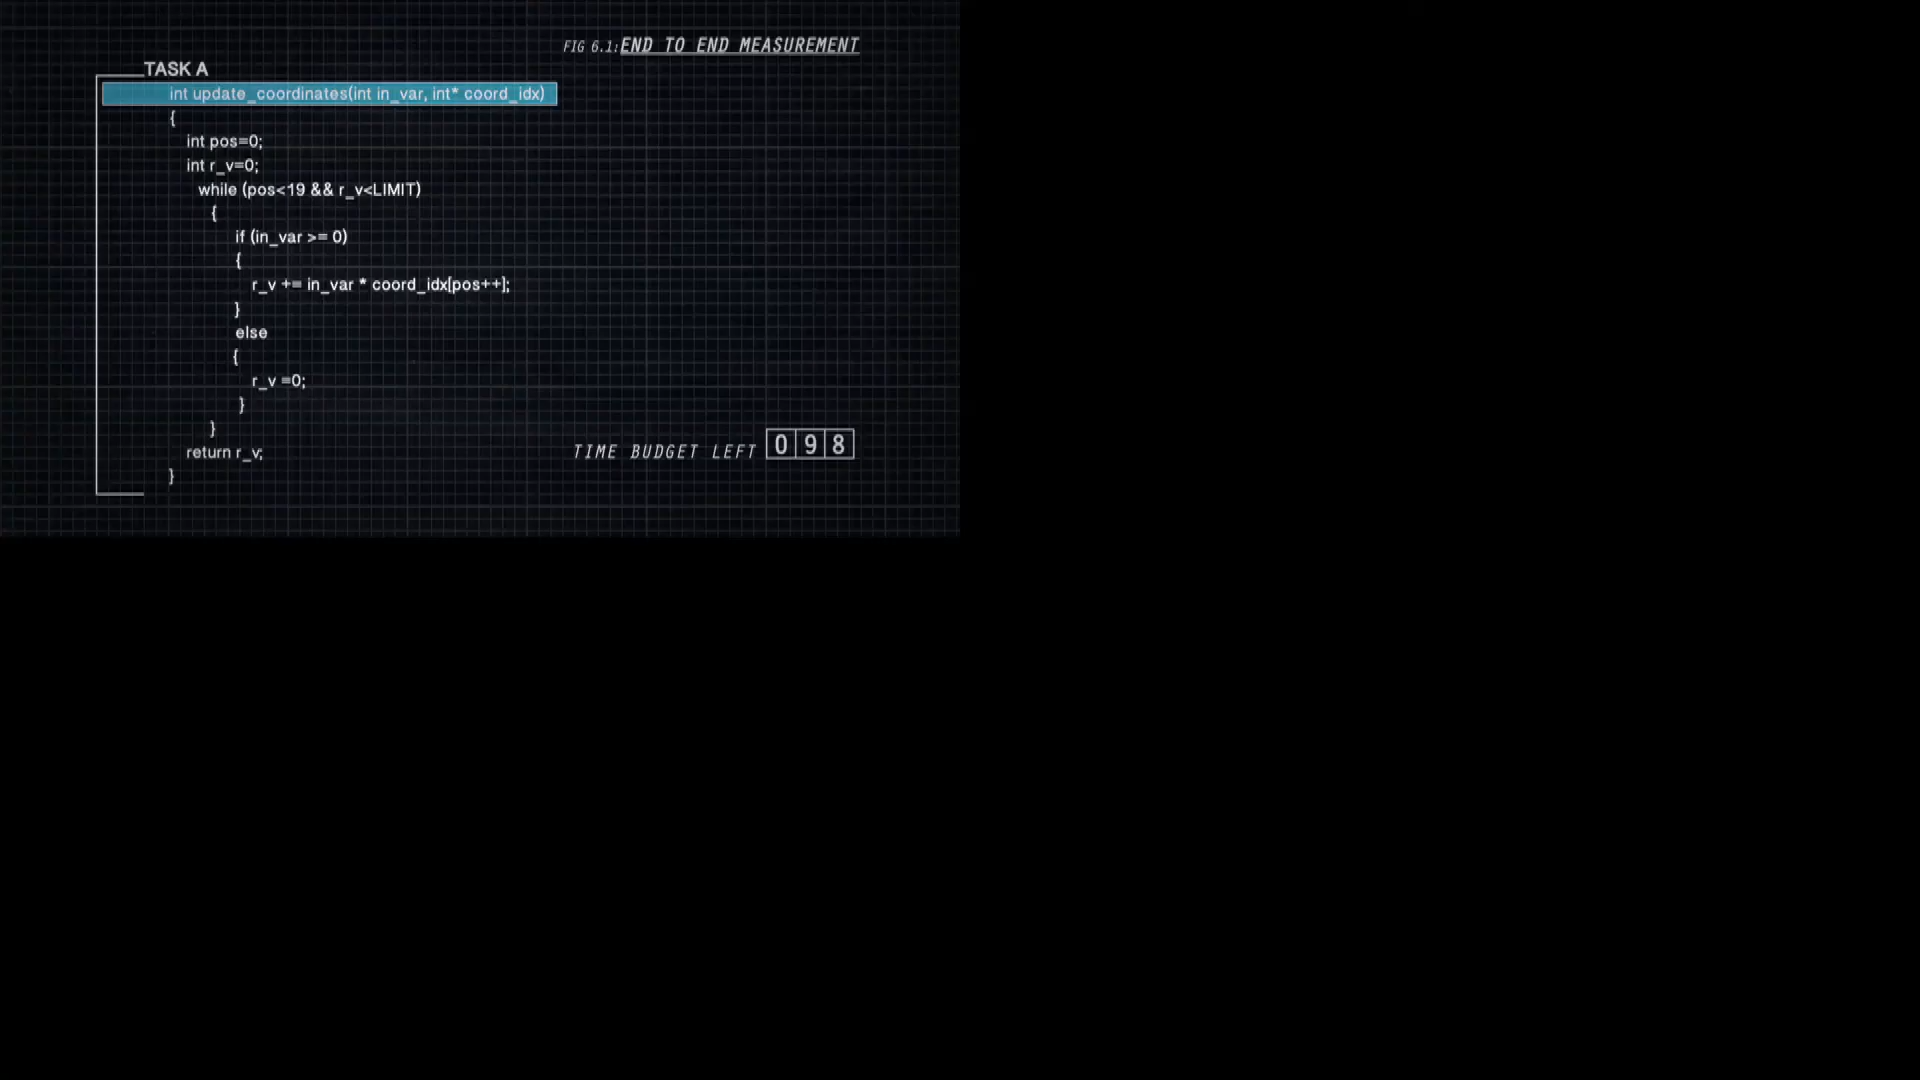 FIG 6.1: END TO END MEASUREMENT
TASK A
int update_coordinates(int in_var, int* coord_idx)
{
int pos=0;
int r_v=0;
while (pos<19 && r_v<LIMIT)
{
if (in_var >= 0)
{
r_v += in_var * coord_idx[pos++];
}
else
{
r_v =0;
}
}
return r_v;
}
TIME BUDGET LEFT 098